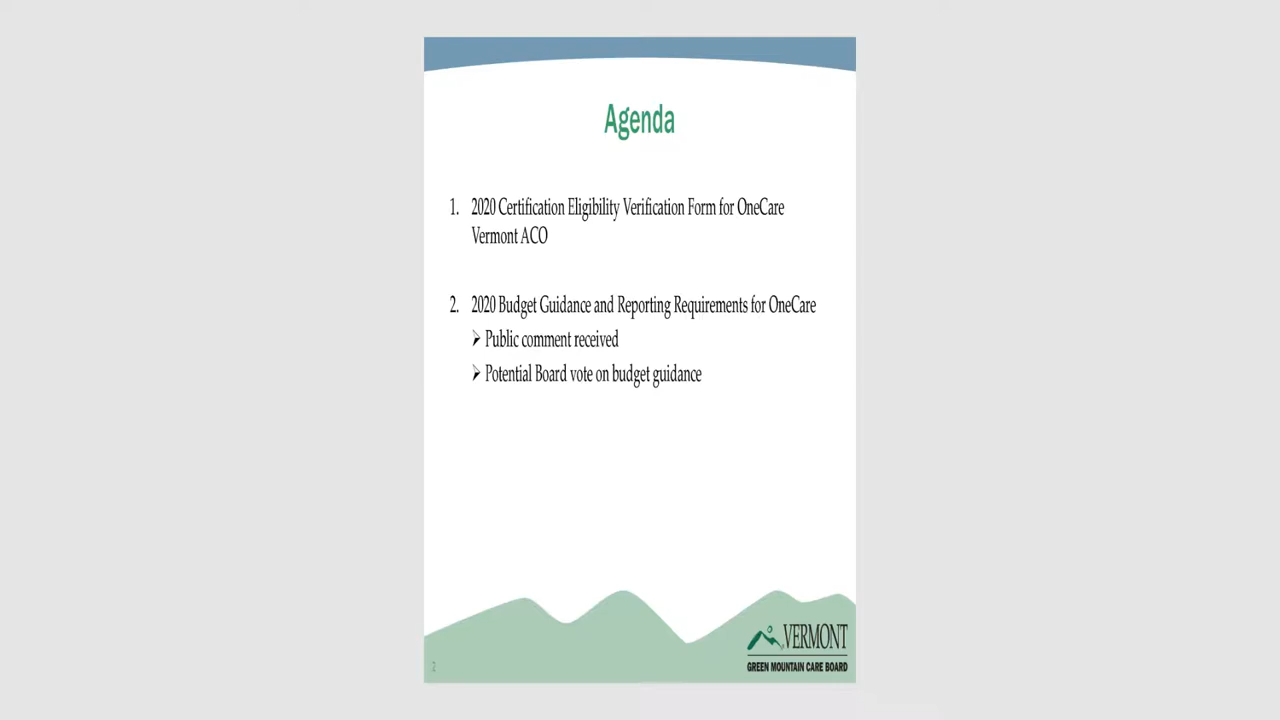 Agenda
1. 2020 Certification Eligibility Verification Form for OneCare
Vermont ACO
2. 2020 Budget Guidance and Reporting Requirements for OneCare
➢ Public comment received
➢ Potential Board vote on budget guidance
VERMONT
GREEN MOUNTAIN CARE BOARD
2